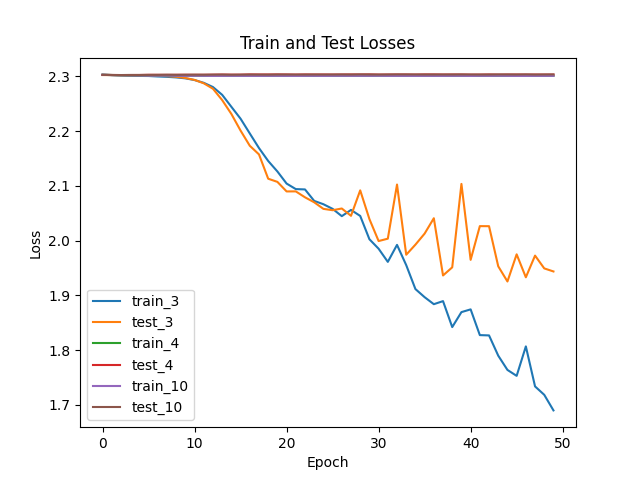 Train and Test Losses
2.3
2.2
2.1
2.0
1.9
1.8
1.7
Loss
train_3
test_3
train_4
test_4
train_10
test_10
0 10 20 30 40 50
Epoch